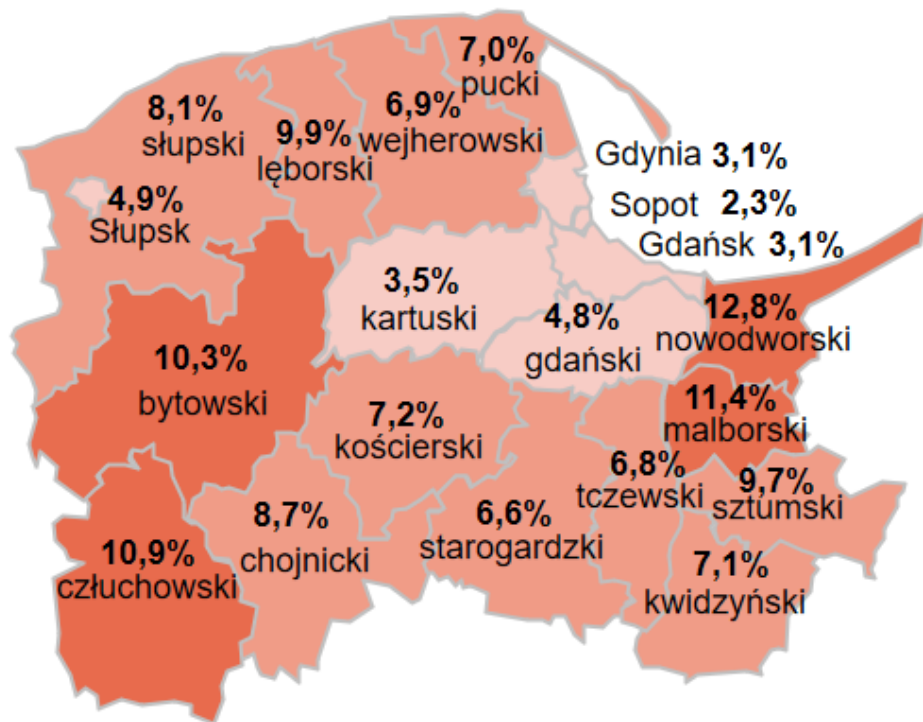 7,0%
pucki
8,1%
słupski
9,9%
lęborski
6,9%
wejherowski
Gdynia 3,1%
Sopot 2,3%
Gdańsk 3,1%
4,9%
Słupsk
3,5%
kartuski
4,8%
gdański
12,8%
nowodworski
10,3%
bytowski
7,2%
kościerski
11,4%
malborski
6,8%
tczewski
9,7%
sztumski
10,9%
człuchowski
8,7%
chojnicki
6,6%
starogardzki
7,1%
kwidzyński